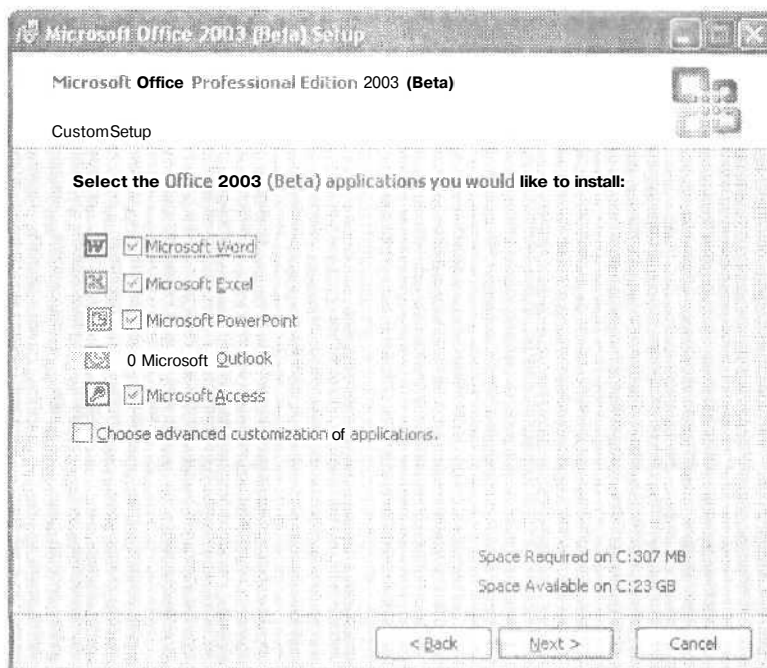 Microsoft Office 2003 (Beta) Setup
Microsoft Office Professional Edition 2003 (Beta)
CustomSetup
Select the Office 2003 (Beta) applications you would like to install:
Microsoft Word
Microsoft Excel
Microsoft PowerPoint
0 Microsoft Outlook
Microsoft Access
Choose advanced customization of applications.
Space Required on C:307 MB
Space Available on C:23 GB
< Back
Next >
Cancel